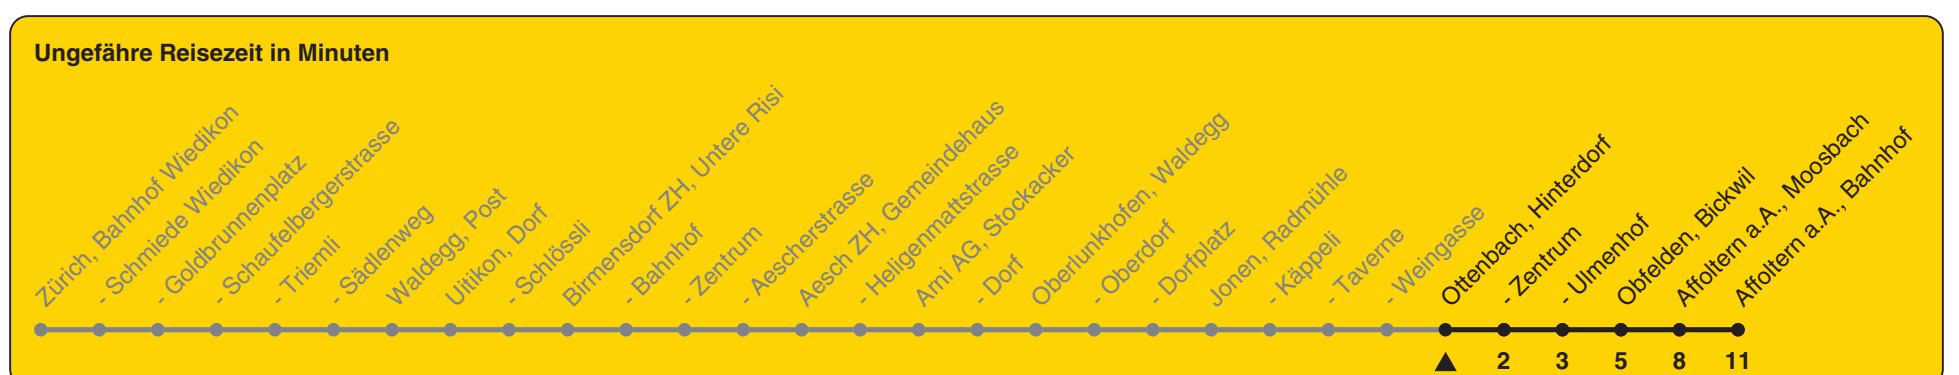 Ungefähre Reisezeit in Minuten
Zürich, Bahnhof Wiedikon
- Schmiede Wiedikon
- Goldbrunnenplatz
- Schaufelbergerstrasse
- Triemli
- Sädlenweg
Waldegg, Post
Uitikon, Dorf
- Schlössli
Birmensdorf ZH, Untere Risi
- Bahnhof
- Zentrum
- Aescherstrasse
Aesch ZH, Gemeindehaus
- Heligenmattstrasse
Arni AG, Stockacker
- Dorf
Oberlunkhofen, Waldegg
- Oberdorf
- Dorfplatz
Jonen, Radmühle
- Käppeli
- Taverne
- Weingasse
Ottenbach, Hinterdorf
- Zentrum
- Ulmenhof
Obfelden, Bickwil
Affoltern a.A., Moosbach
Affoltern a.A., Bahnhof
2 3 5 8 11